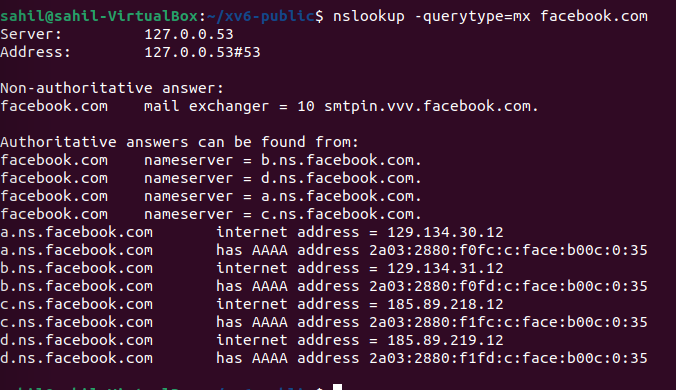 sahil@sahil-VirtualBox:~/xv6-public$ nslookup -querytype=mx facebook.com
Server: 127.0.0.53
Address: 127.0.0.53#53
Non-authoritative answer:
facebook.com mail exchanger = 10 smtpin.vvv.facebook.com.
Authoritative answers can be found from:
facebook.com nameserver = b.ns.facebook.com.
facebook.com nameserver = d.ns.facebook.com.
facebook.com nameserver = a.ns.facebook.com.
facebook.com nameserver = c.ns.facebook.com.
a.ns.facebook.com internet address = 129.134.30.12
a.ns.facebook.com has AAAA address 2a03:2880:f0fc:c:face:b00c:0:35
b.ns.facebook.com internet address = 129.134.31.12
b.ns.facebook.com has AAAA address 2a03:2880:f0fd:c:face:b00c:0:35
c.ns.facebook.com internet address = 185.89.218.12
c.ns.facebook.com has AAAA address 2a03:2880:f1fc:c:face:b00c:0:35
d.ns.facebook.com internet address = 185.89.219.12
d.ns.facebook.com has AAAA address 2a03:2880:f1fd:c:face:b00c:0:35